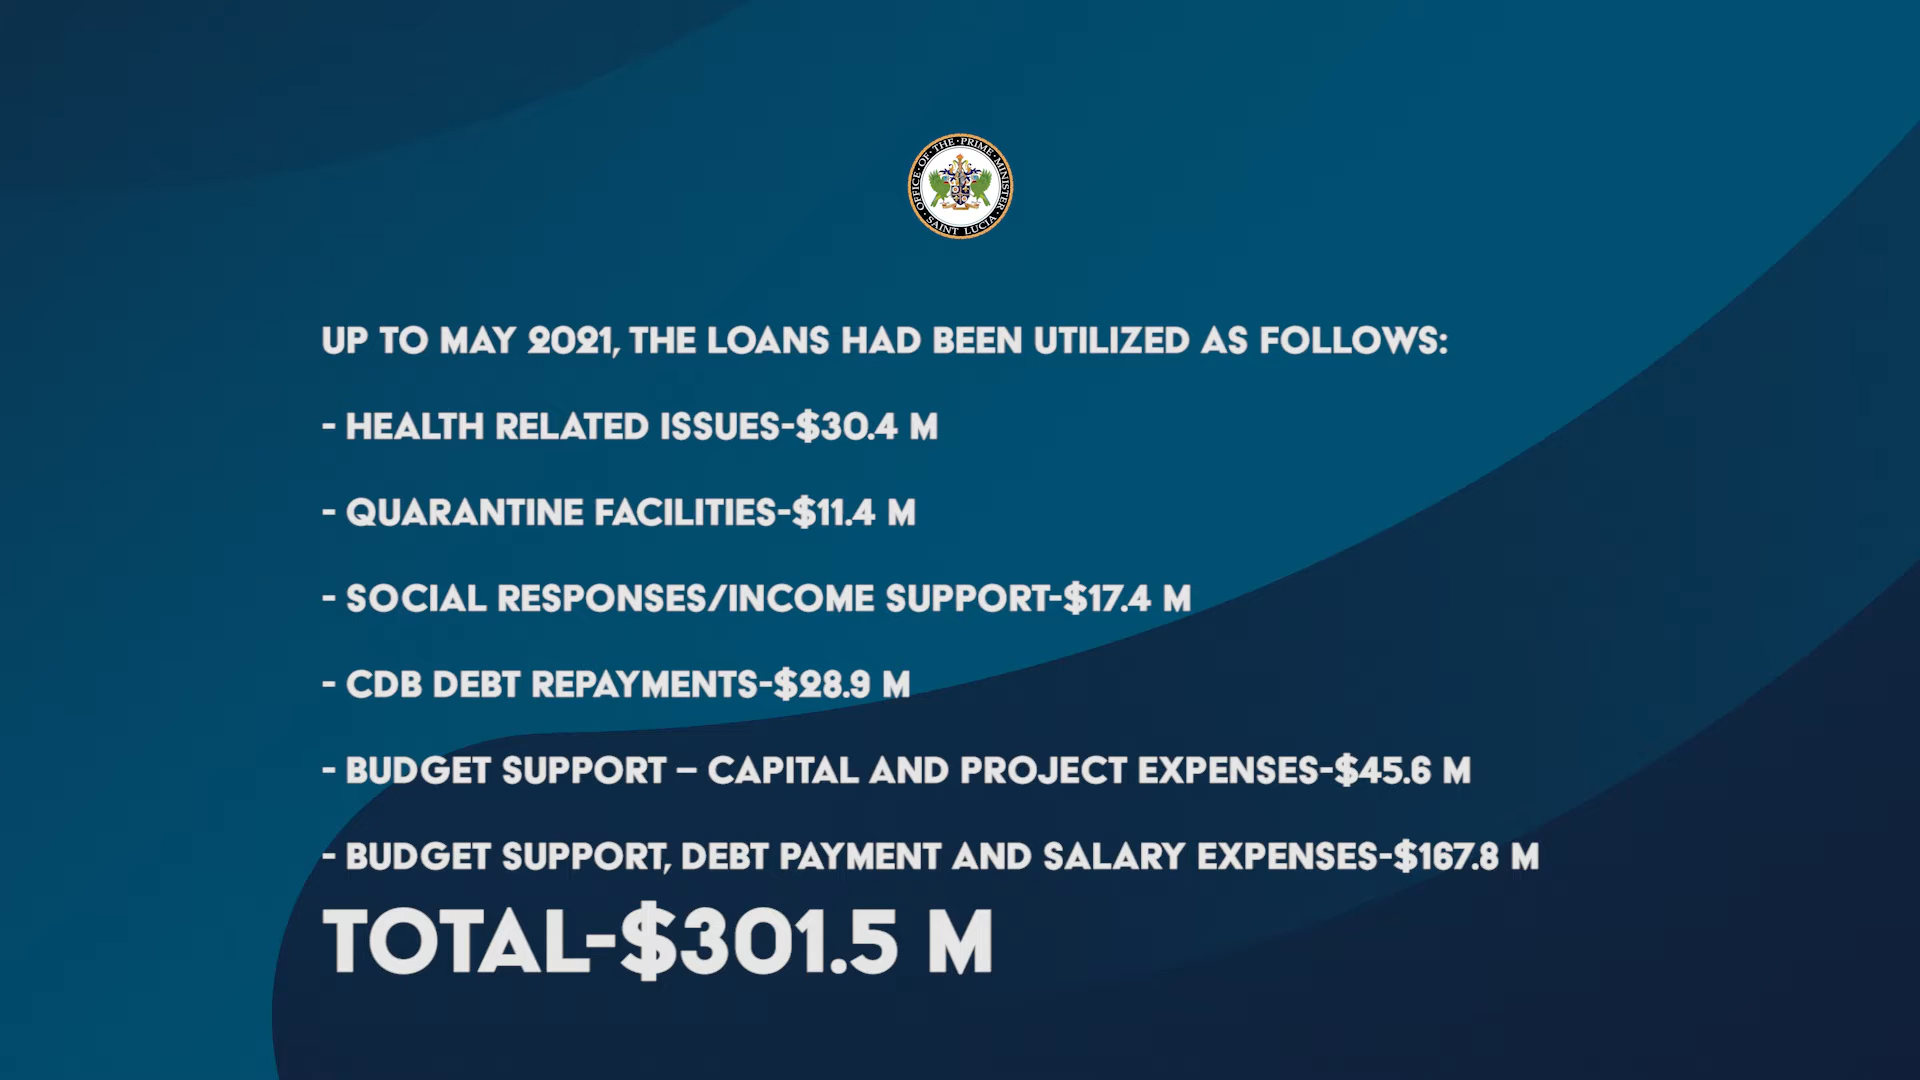 OFFICE · OF · THE · PRIME · MINISTER
· SAINT LUCIA ·
UP TO MAY 2021, THE LOANS HAD BEEN UTILIZED AS FOLLOWS:
- HEALTH RELATED ISSUES-$30.4 M
- QUARANTINE FACILITIES-$11.4 M
- SOCIAL RESPONSES/INCOME SUPPORT-$17.4 M
- CDB DEBT REPAYMENTS-$28.9 M
- BUDGET SUPPORT – CAPITAL AND PROJECT EXPENSES-$45.6 M
- BUDGET SUPPORT, DEBT PAYMENT AND SALARY EXPENSES-$167.8 M
TOTAL-$301.5 M